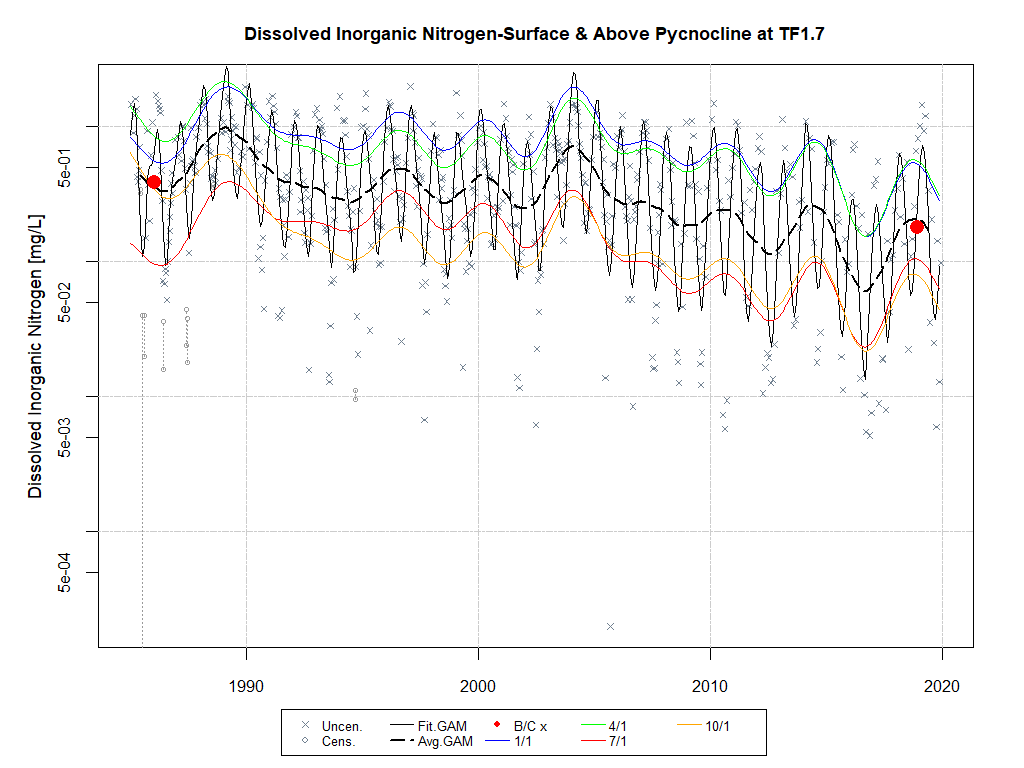 Dissolved Inorganic Nitrogen-Surface & Above Pycnocline at TF1.7
Dissolved Inorganic Nitrogen [mg/L]
5e-01
5e-02
5e-03
5e-04
1990 2000 2010 2020
Uncen. Fit.GAM B/C x 4/1 10/1
Cens. Avg.GAM 1/1 7/1